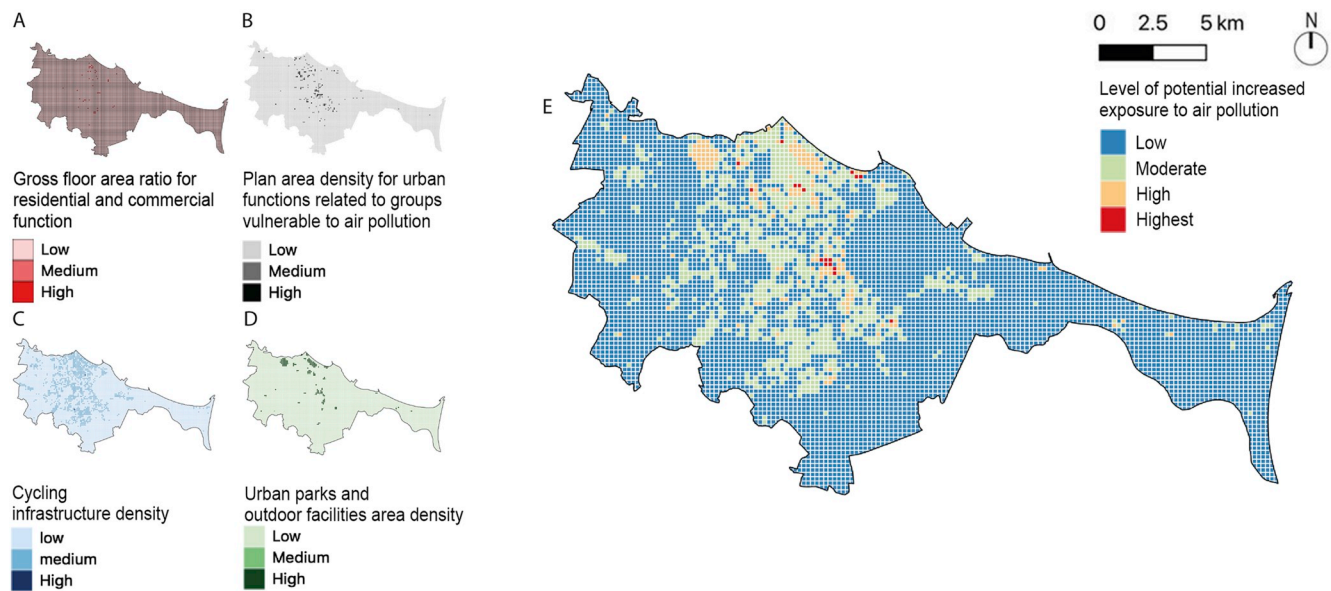 A
Gross floor area ratio for
residential and commercial
function
Low
Medium
High
B
Plan area density for urban
functions related to groups
vulnerable to air pollution
Low
Medium
High
C
Cycling
infrastructure density
low
medium
High
D
Urban parks and
outdoor facilities area density
Low
Medium
High
E
0 2.5 5 km
N
Level of potential increased
exposure to air pollution
Low
Moderate
High
Highest